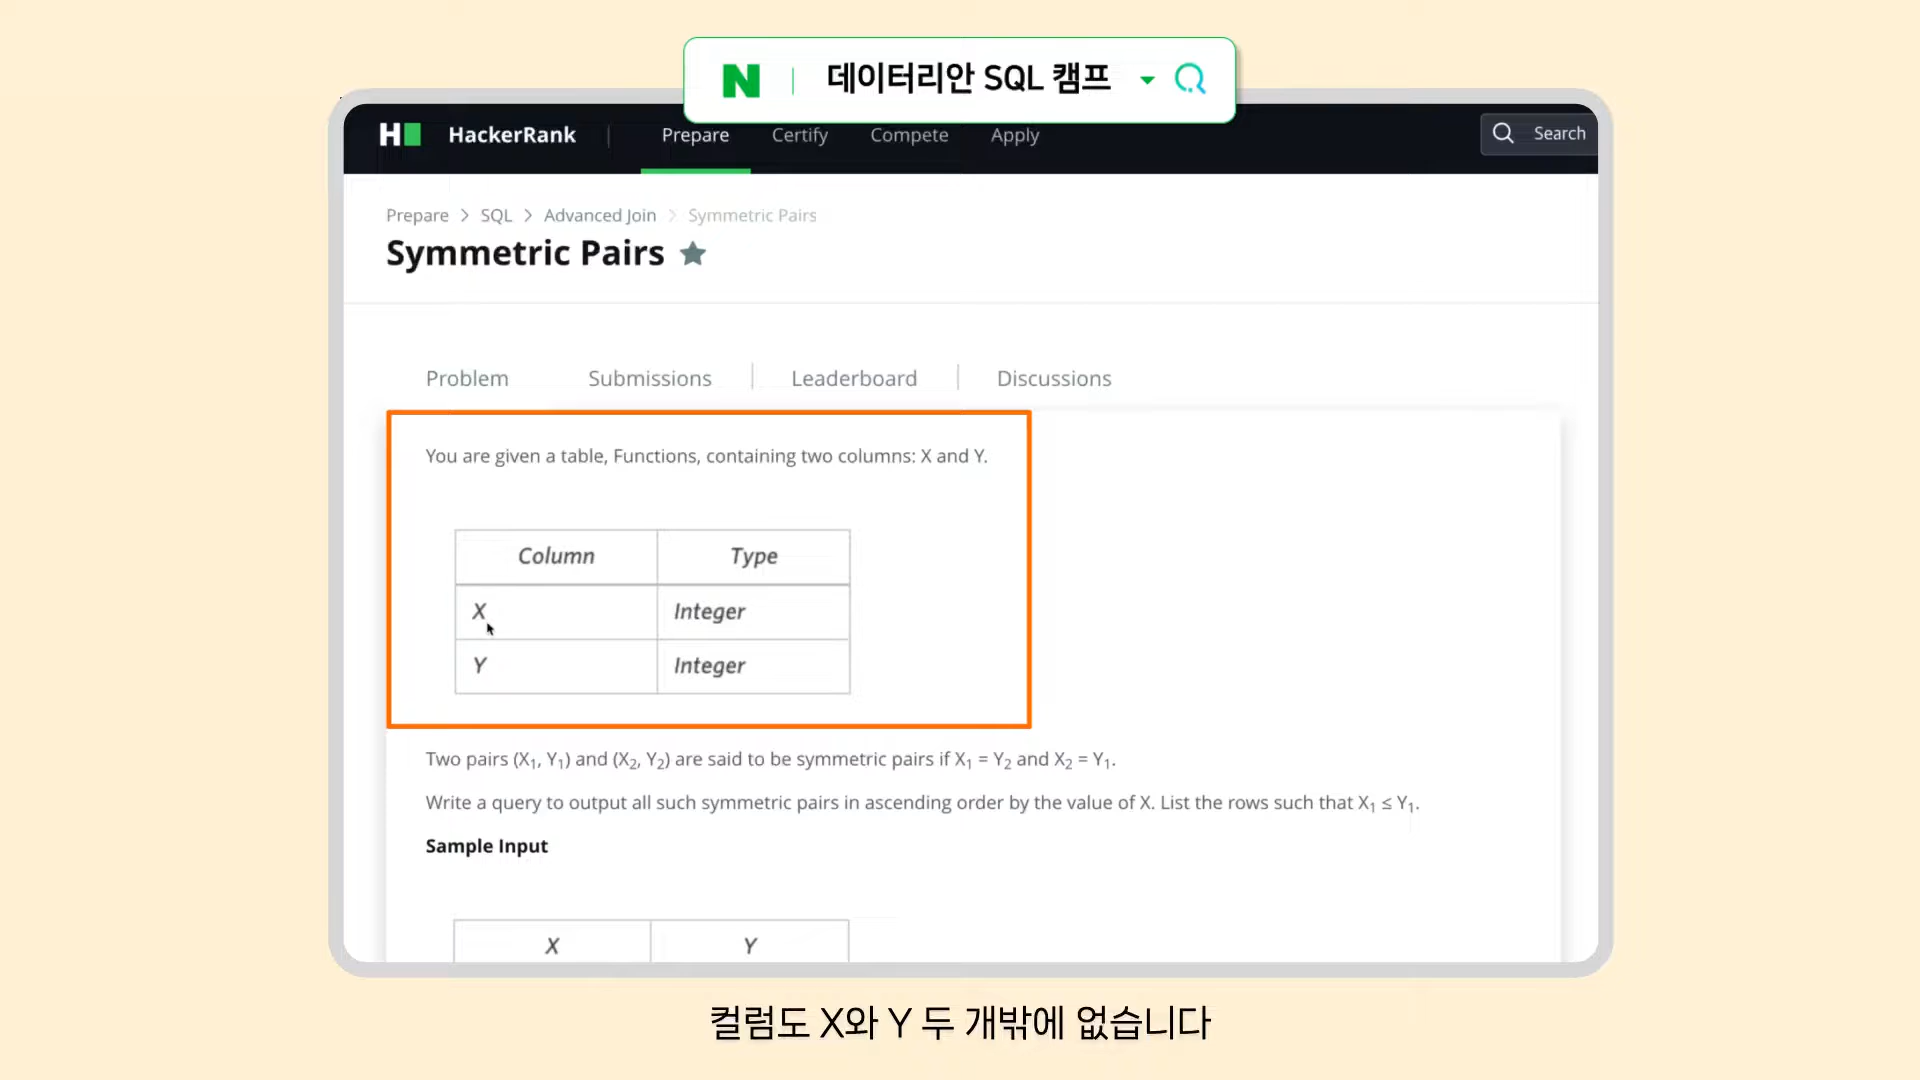 N 데이터리안 SQL 캠프
H HackerRank Prepare Certify Compete Apply Search
Prepare > SQL > Advanced Join > Symmetric Pairs
Symmetric Pairs
Problem Submissions Leaderboard Discussions
You are given a table, Functions, containing two columns: X and Y.
Column Type
X Integer
Y Integer
Two pairs (X₁, Y₁) and (X₂, Y₂) are said to be symmetric pairs if X₁ = Y₂ and X₂ = Y₁.
Write a query to output all such symmetric pairs in ascending order by the value of X. List the rows such that X₁ ≤ Y₁.
Sample Input
X Y
컬럼도 X와 Y 두 개밖에 없습니다